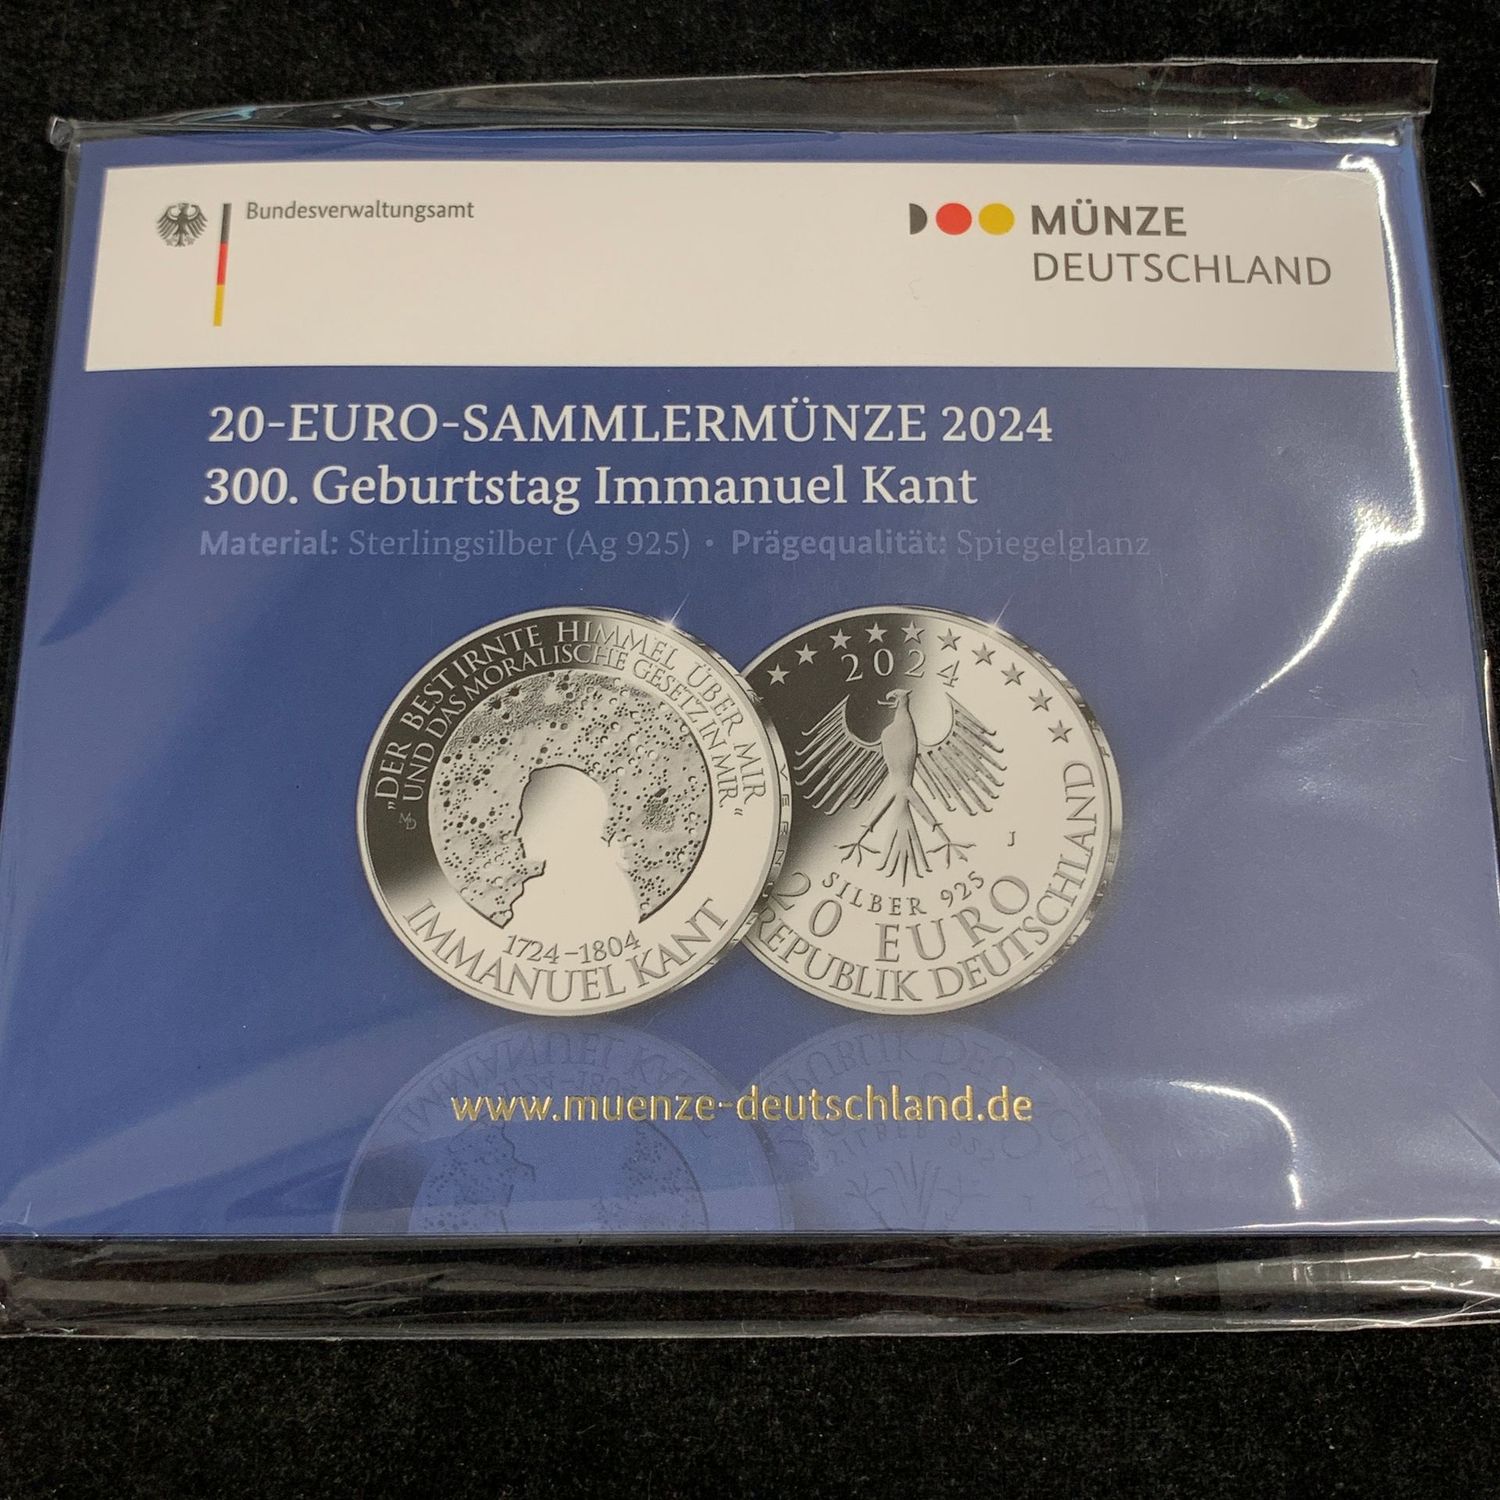 Bundesverwaltungsamt
MÜNZE
DEUTSCHLAND
20-EURO-SAMMLERMÜNZE 2024
300. Geburtstag Immanuel Kant
Material: Sterlingsilber (Ag 925) • Prägequalität: Spiegelglanz
„DER BESTIRNTE HIMMEL ÜBER MIR
UND DAS MORALISCHE GESETZ IN MIR.“
MD
1724–1804
IMMANUEL KANT
2024
J
SILBER 925
20 EURO
REPUBLIK DEUTSCHLAND
www.muenze-deutschland.de